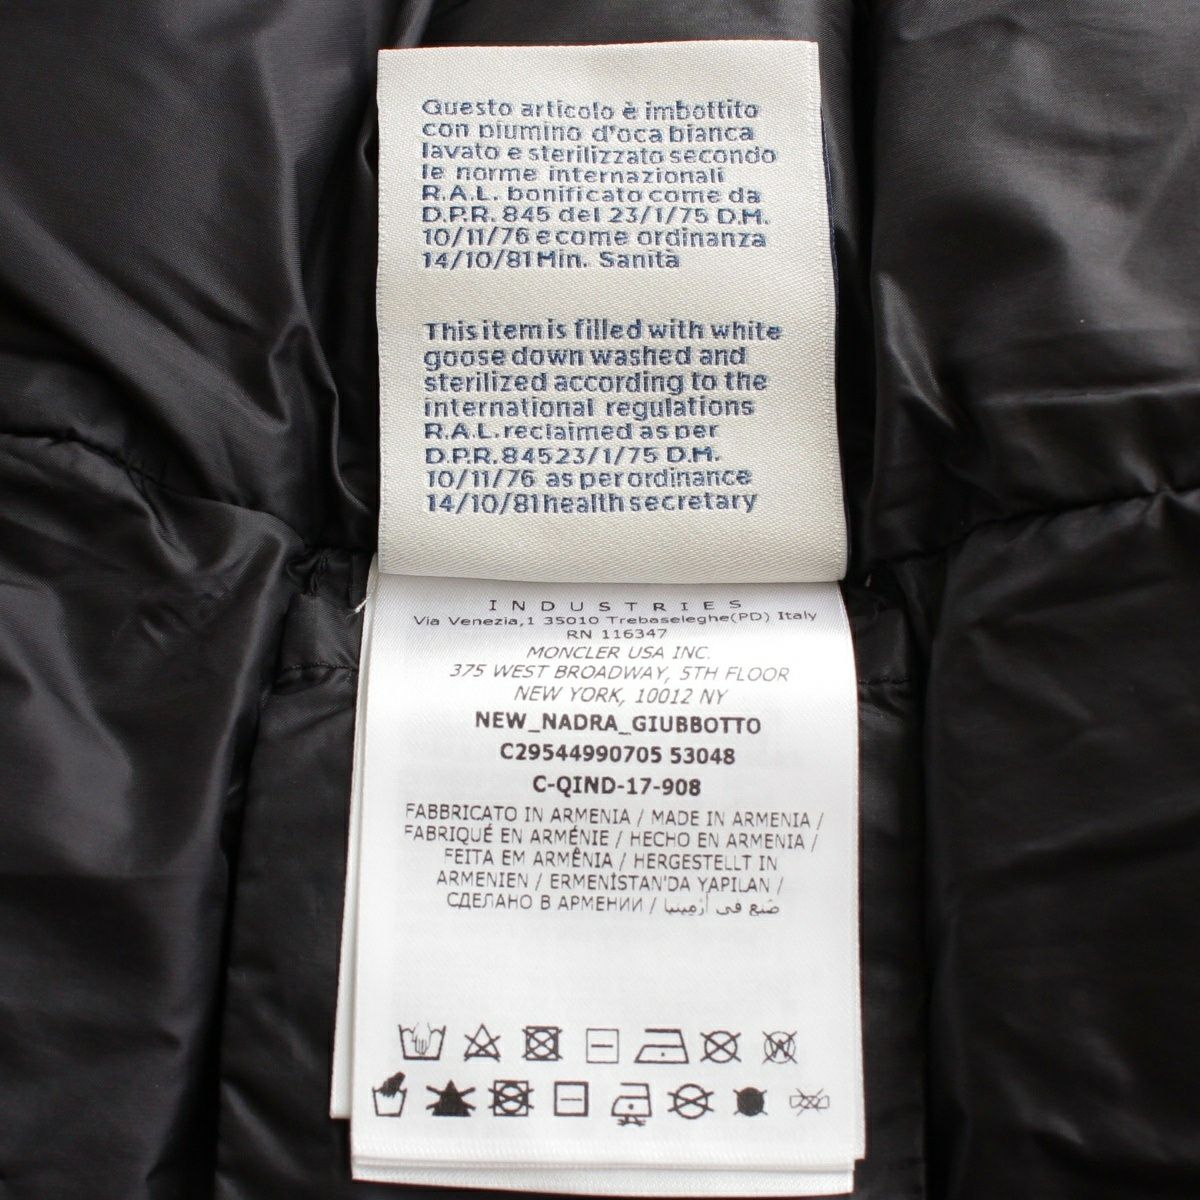 Questo articolo è imbottito
con piumino d'oca bianca
lavato e sterilizzato secondo
le norme internazionali
R.A.L. bonificato come da
D.P.R. 845 del 23/1/75 D.M.
10/11/76 e come ordinanza
14/10/81 Min. Sanità
This item is filled with white
goose down washed and
sterilized according to the
international regulations
R.A.L. reclaimed as per
D.P.R. 84523/1/75 D.M.
10/11/76 as per ordinance
14/10/81 health secretary
INDUSTRIES
Via Venezia,1 35010 Trebaseleghe(PD) Italy
RN 116347
MONCLER USA INC.
375 WEST BROADWAY, 5TH FLOOR
NEW YORK, 10012 NY
NEW_NADRA_GIUBBOTTO
C29544990705 53048
C-QIND-17-908
FABBRICATO IN ARMENIA / MADE IN ARMENIA /
FABRIQUÉ EN ARMÉNIE / HECHO EN ARMENIA /
FEITA EM ARMÊNIA / HERGESTELLT IN
ARMENIEN / ERMENİSTAN'DA YAPILAN /
СДЕЛАНО В АРМЕНИИ / صنع في أرمينيا
W